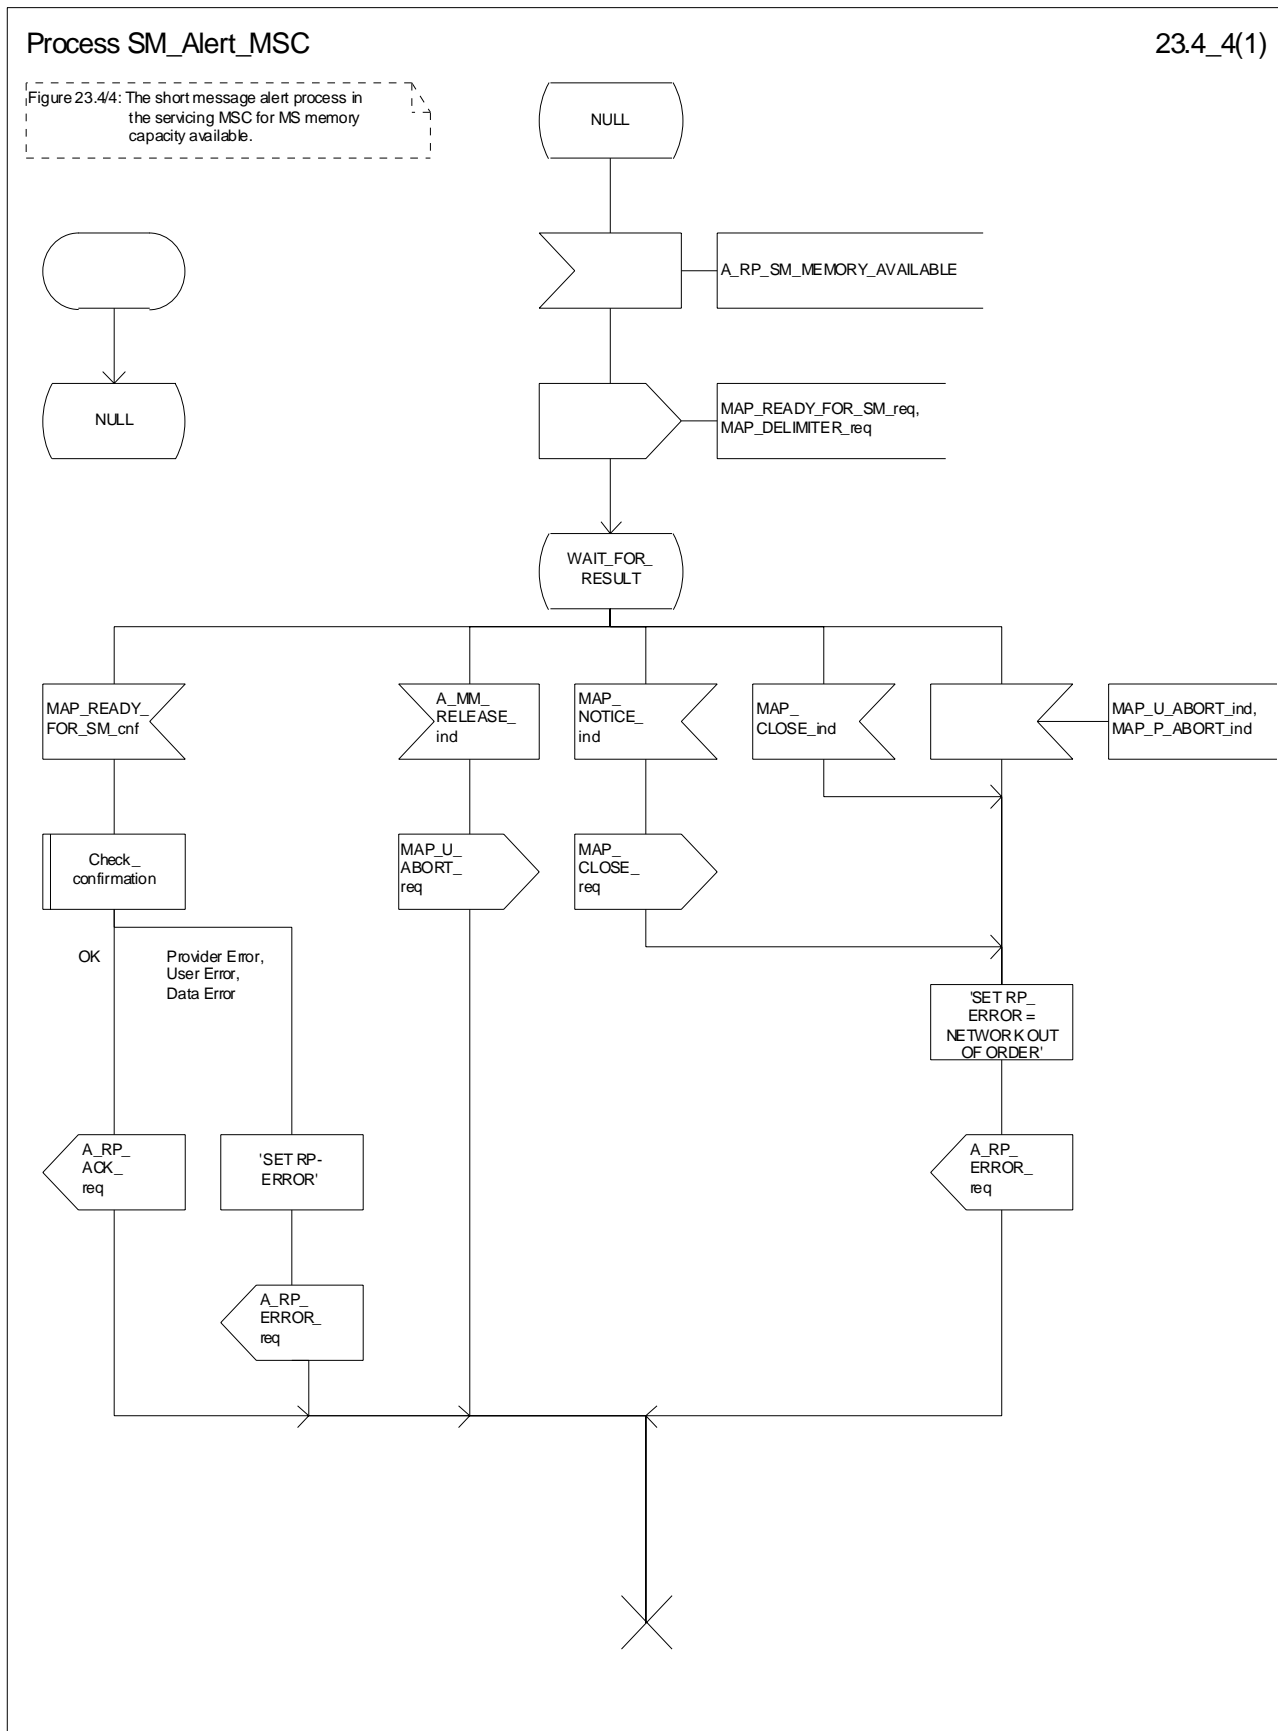 Process SM_Alert_MSC
23.4_4(1)
Figure 23.4/4: The short message alert process in
the servicing MSC for MS memory
capacity available.
NULL
A_RP_SM_MEMORY_AVAILABLE
NULL
MAP_READY_FOR_SM_req,
MAP_DELIMITER_req
WAIT_FOR_
RESULT
MAP_READY_
FOR_SM_cnf
A_MM_
RELEASE_
ind
MAP_
NOTICE_
ind
MAP_
CLOSE_ind
MAP_U_ABORT_ind,
MAP_P_ABORT_ind
Check_
confirmation
MAP_U_
ABORT_
req
MAP_
CLOSE_
req
OK
Provider Error,
User Error,
Data Error
'SET RP_
ERROR =
NETWORK OUT
OF ORDER'
A_RP_
ACK_
req
'SET RP-
ERROR'
A_RP_
ERROR_
req
A_RP_
ERROR_
req